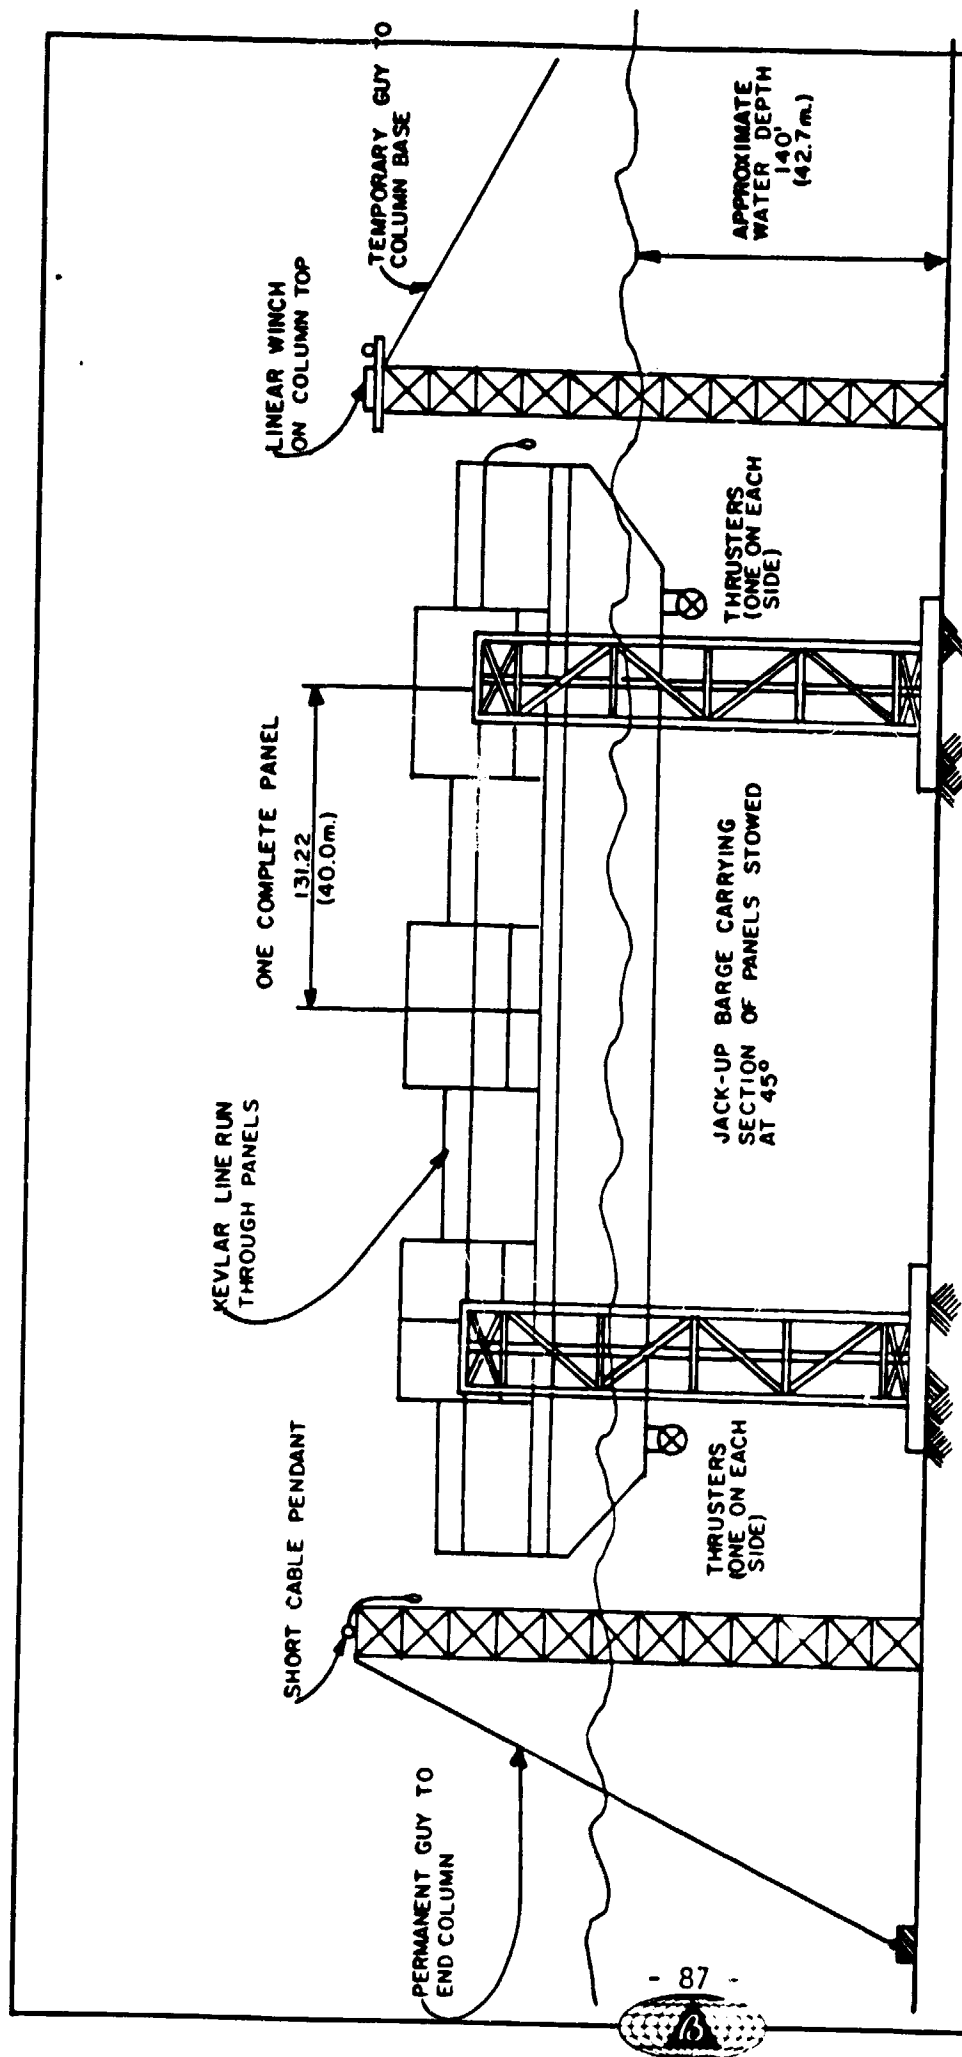 PERMANENT GUY TO
END COLUMN
SHORT CABLE PENDANT
KEVLAR LINE RUN
THROUGH PANELS
ONE COMPLETE PANEL
131.22
(40.0m.)
LINEAR WINCH
ON COLUMN TOP
TEMPORARY GUY TO
COLUMN BASE
THRUSTERS
(ONE ON EACH
SIDE)
JACK-UP BARGE CARRYING
SECTION OF PANELS STOWED
AT 45°
THRUSTERS
(ONE ON EACH
SIDE)
APPROXIMATE
WATER DEPTH
140'
(42.7m.)
- 87 -
B